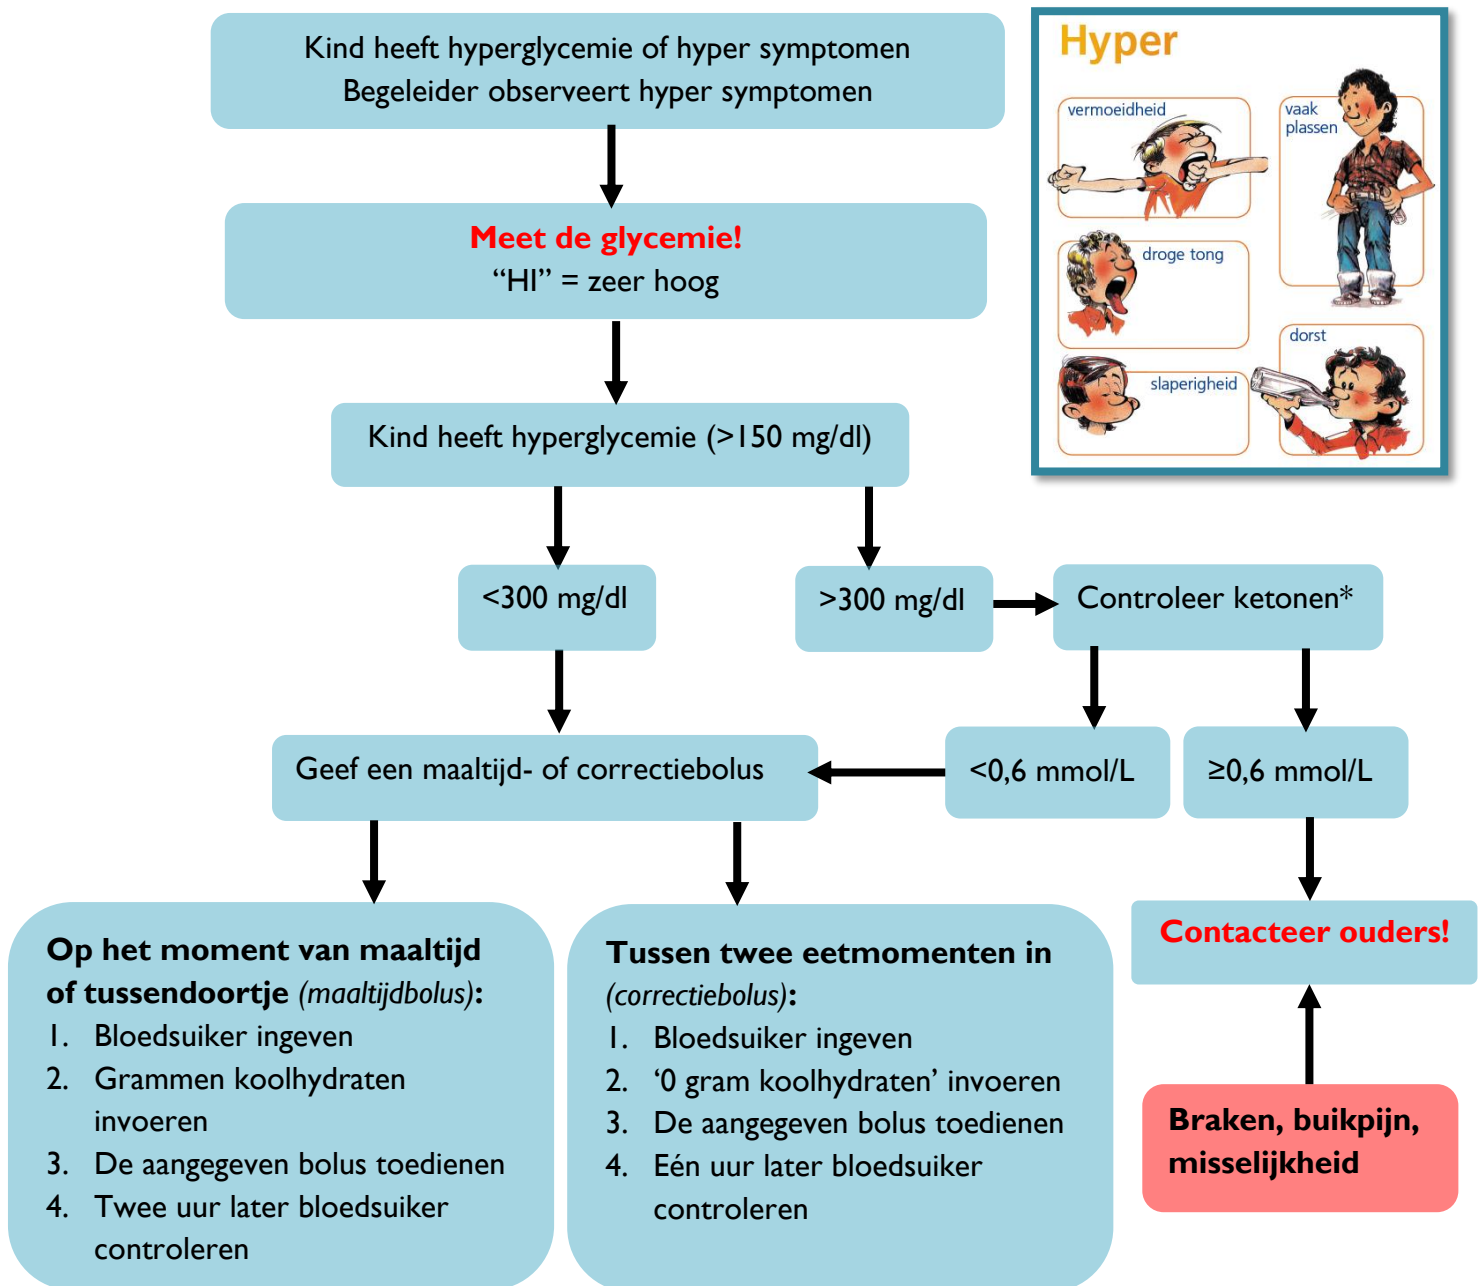 Kind heeft hyperglycemie of hyper symptomen
Begeleider observeert hyper symptomen
Hyper
vermoeidheid
vaak
plassen
droge tong
dorst
slaperigheid
Meet de glycemie!
“HI” = zeer hoog
Kind heeft hyperglycemie (>150 mg/dl)
<300 mg/dl
>300 mg/dl
Controleer ketonen*
Geef een maaltijd- of correctiebolus
<0,6 mmol/L
≥0,6 mmol/L
Op het moment van maaltijd
of tussendoortje (maaltijdbolus):
1. Bloedsuiker ingeven
2. Grammen koolhydraten
invoeren
3. De aangegeven bolus toedienen
4. Twee uur later bloedsuiker
controleren
Tussen twee eetmomenten in
(correctiebolus):
1. Bloedsuiker ingeven
2. ‘0 gram koolhydraten’ invoeren
3. De aangegeven bolus toedienen
4. Eén uur later bloedsuiker
controleren
Contacteer ouders!
Braken, buikpijn,
misselijkheid